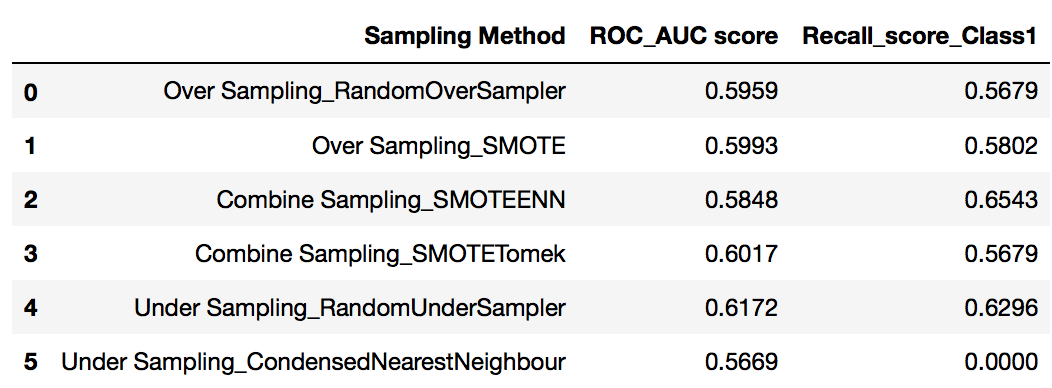 Sampling Method ROC_AUC score Recall_score_Class1
0 Over Sampling_RandomOverSampler 0.5959 0.5679
1 Over Sampling_SMOTE 0.5993 0.5802
2 Combine Sampling_SMOTEENN 0.5848 0.6543
3 Combine Sampling_SMOTETomek 0.6017 0.5679
4 Under Sampling_RandomUnderSampler 0.6172 0.6296
5 Under Sampling_CondensedNearestNeighbour 0.5669 0.0000